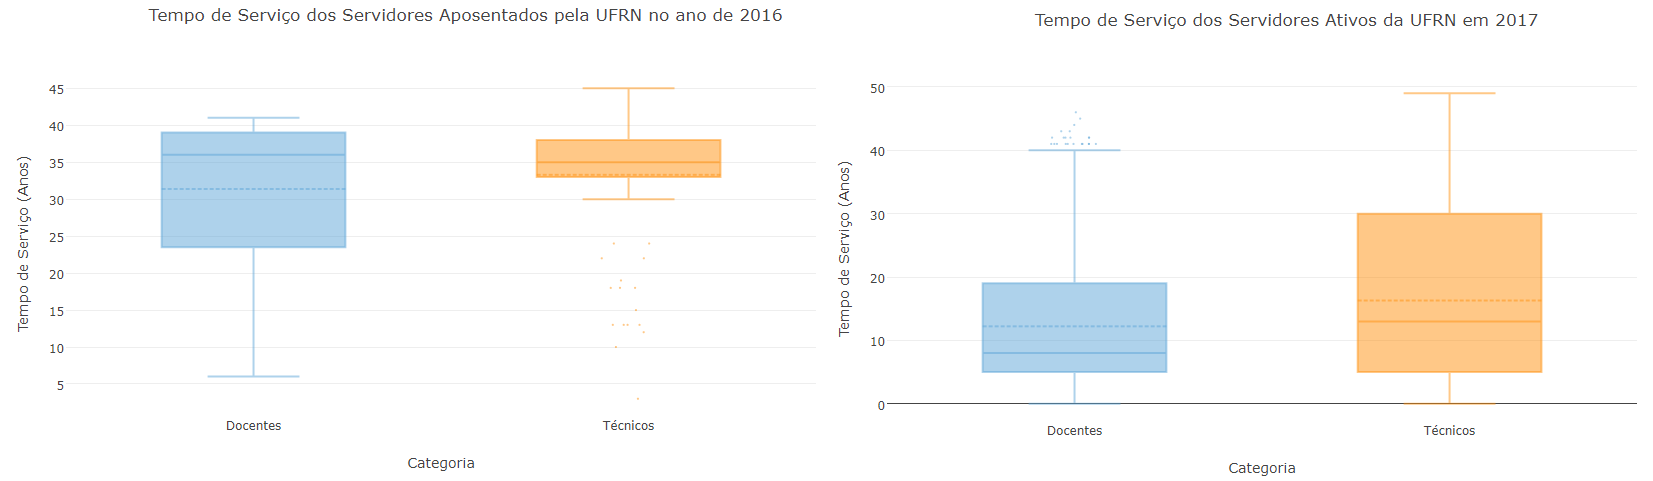 Tempo de Serviço dos Servidores Aposentados pela UFRN no ano de 2016
Tempo de Serviço (Anos)
45
40
35
30
25
20
15
10
5
Docentes
Técnicos
Categoria
Tempo de Serviço dos Servidores Ativos da UFRN em 2017
Tempo de Serviço (Anos)
50
40
30
20
10
0
Docentes
Técnicos
Categoria